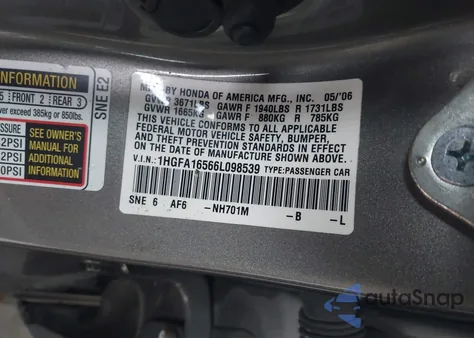 INFORMATION
5 FRONT 2 REAR 3
ver exceed 385kg or 850lbs.
SEE OWNER'S
MANUAL FOR
ADDITIONAL
INFORMATION
2PSI
2PSI
0PSI
SNE E2
BY HONDA OF AMERICA MFG., INC. 05/'06
GVWR 3671LBS GAWR F 1940LBS R 1731LBS
GVWR 1665KG GAWR F 880KG R 785KG
THIS VEHICLE CONFORMS TO ALL APPLICABLE
FEDERAL MOTOR VEHICLE SAFETY, BUMPER,
AND THEFT PREVENTION STANDARDS IN EFFECT ON
THE DATE OF MANUFACTURE SHOWN ABOVE.
V.I.N.: 1HGFA16566L098539 TYPE:PASSENGER CAR
SNE 6 AF6 -NH701M -B -L
autoSnap